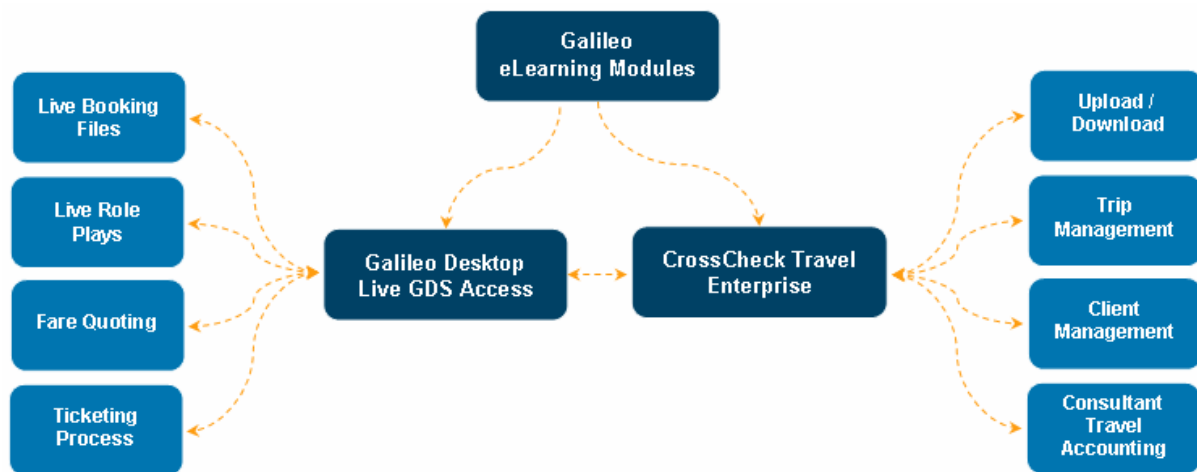 Galileo
eLearning Modules
Live Booking
Files
Live Role
Plays
Fare Quoting
Ticketing
Process
Galileo Desktop
Live GDS Access
CrossCheck Travel
Enterprise
Upload /
Download
Trip
Management
Client
Management
Consultant
Travel
Accounting